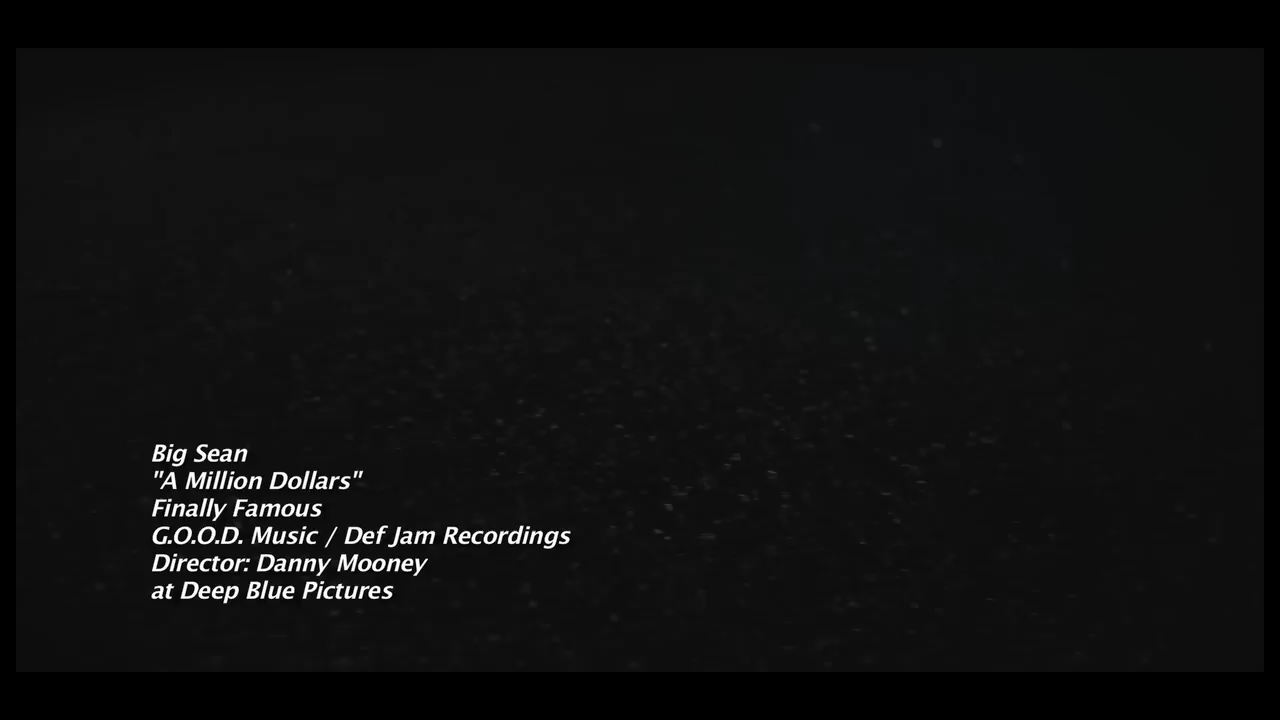 Big Sean
"A Million Dollars"
Finally Famous
G.O.O.D. Music / Def Jam Recordings
Director: Danny Mooney
at Deep Blue Pictures